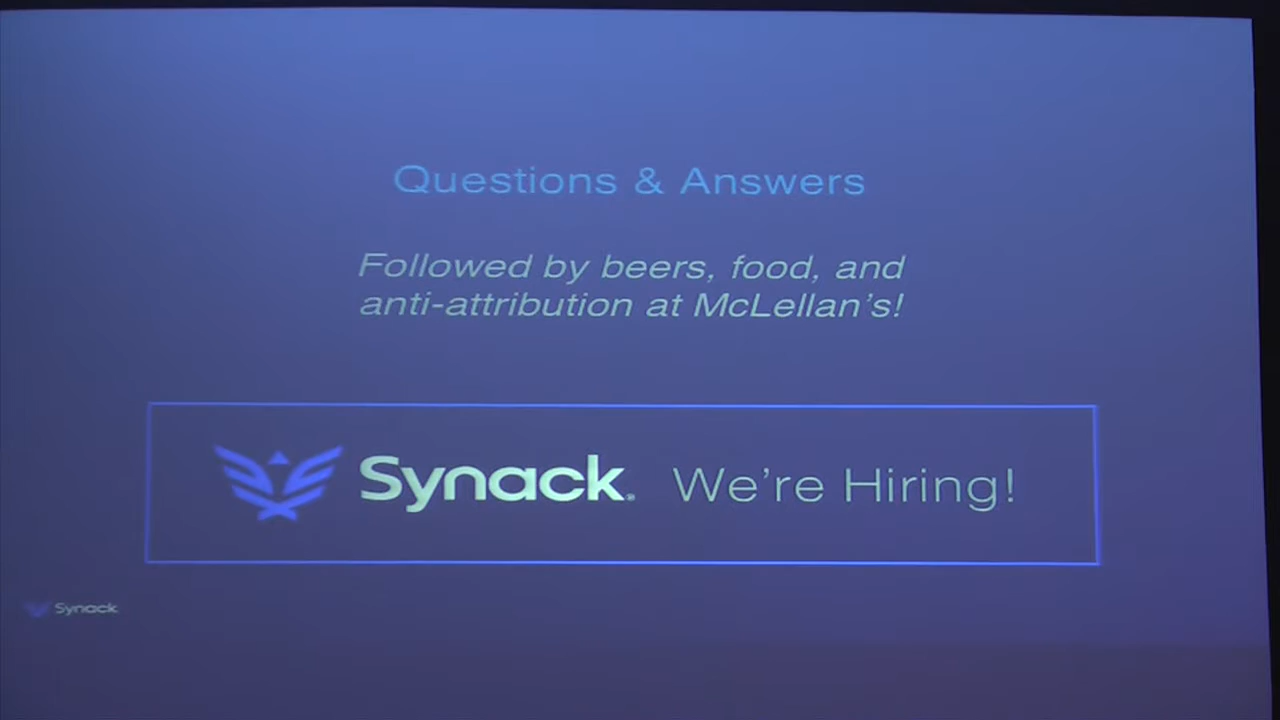 Questions & Answers
Followed by beers, food, and
anti-attribution at McLellan's!
Synack® We're Hiring!
Synack